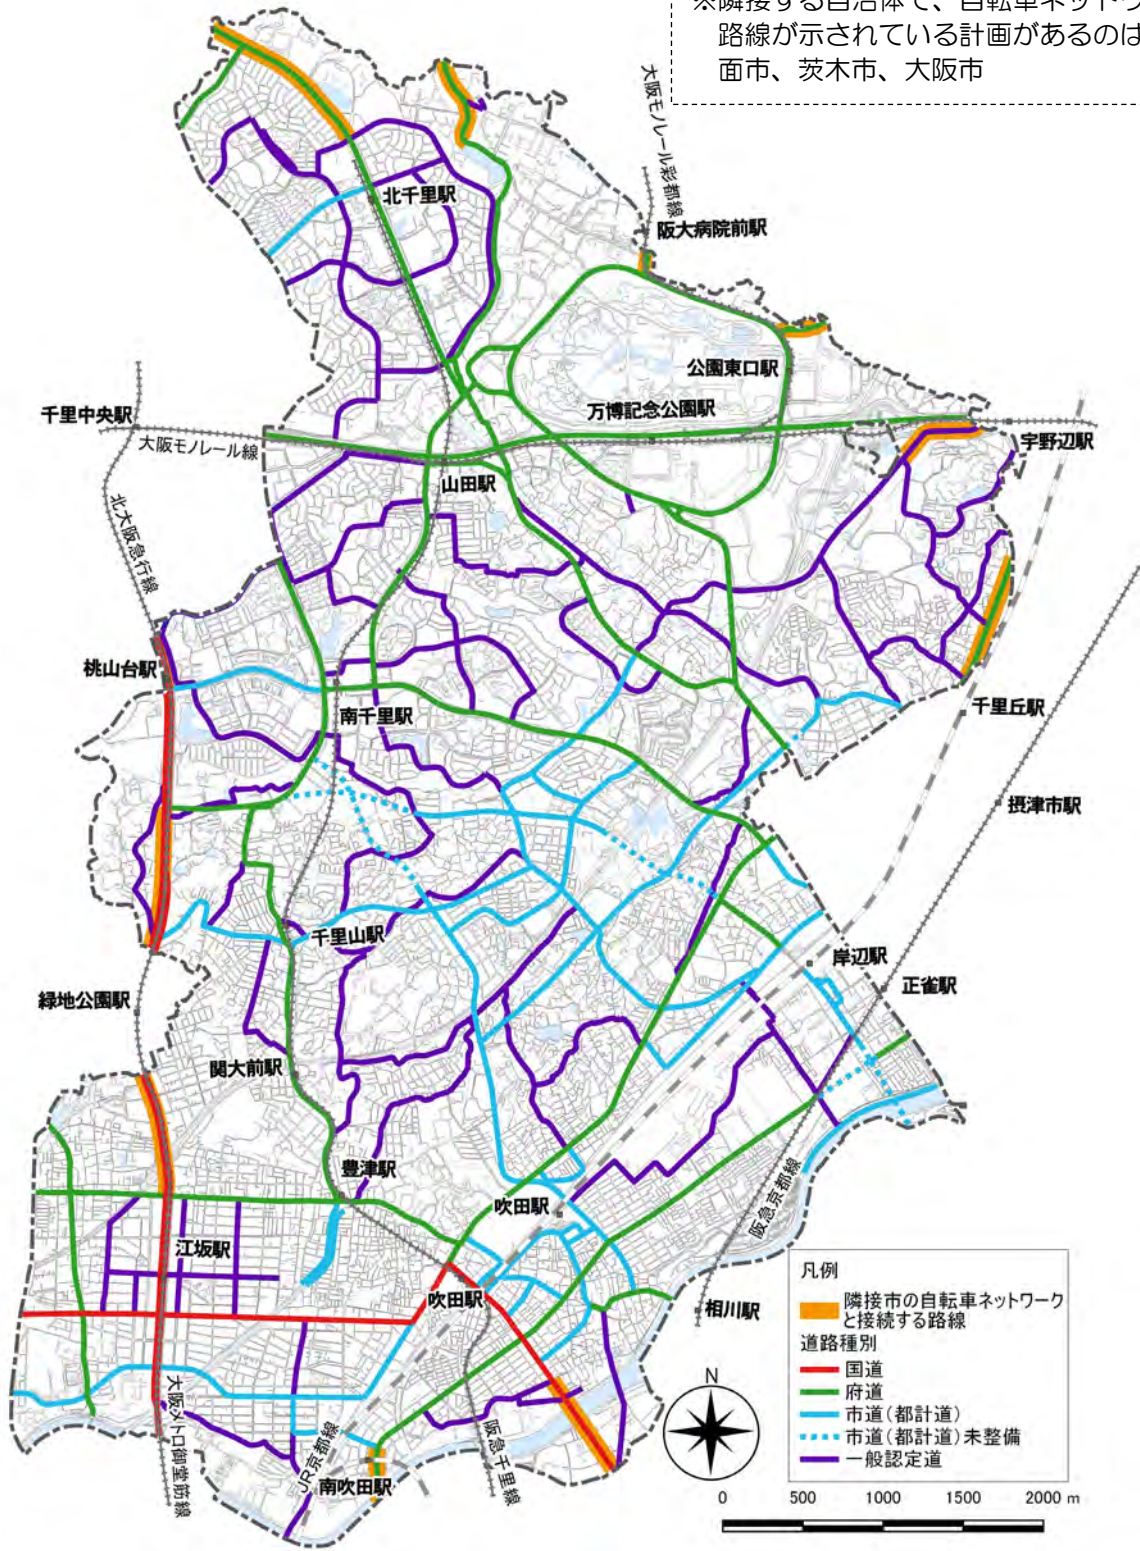 ※隣接する自治体で、自転車ネットワ
路線が示されている計画があるのは
面市、茨木市、大阪市
大阪モノレール彩都線
北千里駅
阪大病院前駅
公園東口駅
千里中央駅
万博記念公園駅
大阪モノレール線
宇野辺駅
山田駅
北大阪急行線
桃山台駅
南千里駅
千里丘駅
摂津市駅
千里山駅
岸辺駅
正雀駅
緑地公園駅
関大前駅
豊津駅
吹田駅
阪急京都線
江坂駅
吹田駅
相川駅
大阪メトロ御堂筋線
JR京都線
阪急千里線
南吹田駅
凡例
隣接市の自転車ネットワーク
と接続する路線
道路種別
国道
府道
市道(都計道)
市道(都計道)未整備
一般認定道
N
0 500 1000 1500 2000 m